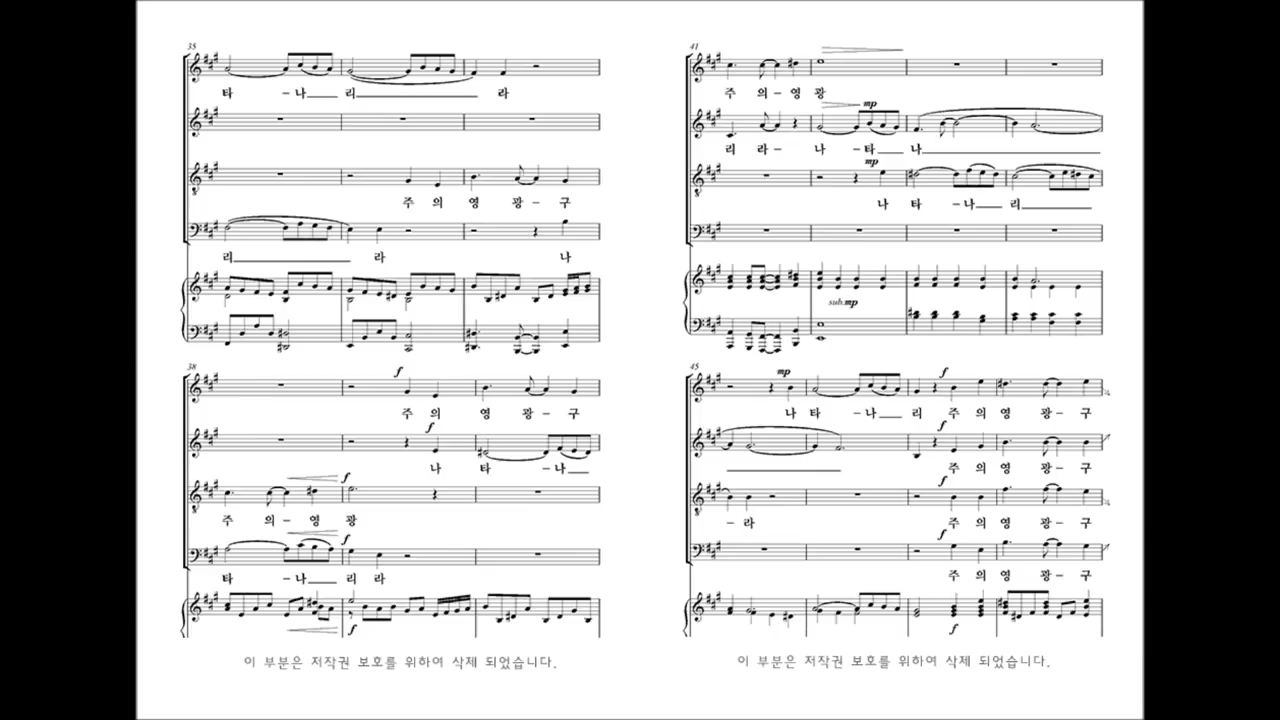 35
타 -나 리 라
주 의 영 광- 구
리 라 나
38
f
주 의 영 광- 구
f
나 타 -나
f
주 의- 영 광
f
타 -나 리 라
f
이 부분은 저작권 보호를 위하여 삭제 되었습니다.
41
주 의-영 광
mp
리 라- 나 -타 나
mp
나 타 -나 리
sub.mp
45
mp f
나 타 -나 리 주 의 영 광- 구
f
주 의 영 광- 구
f
-라 주 의 영 광- 구
f
주 의 영 광- 구
f
이 부분은 저작권 보호를 위하여 삭제 되었습니다.